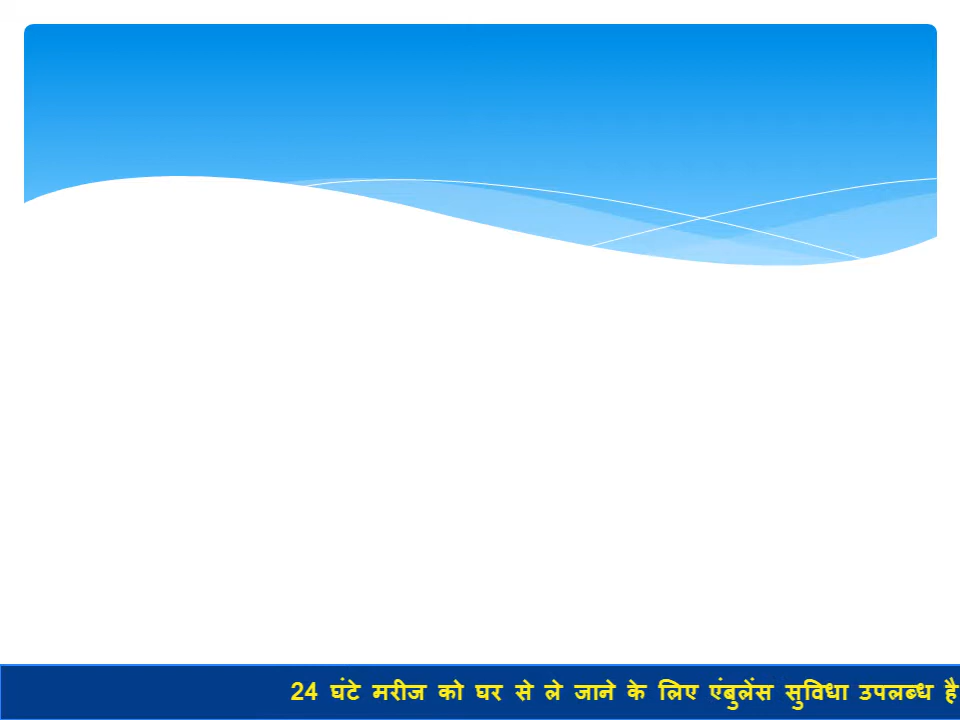 24 घंटे मरीज को घर से ले जाने के लिए एंबुलेंस सुविधा उपलब्ध है